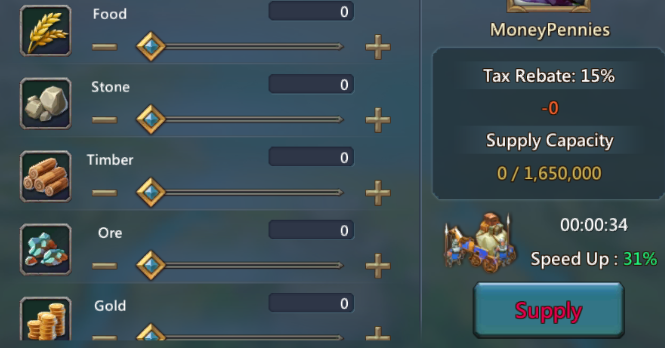 Food
0
Stone
0
Timber
0
Ore
0
Gold
0
MoneyPennies
Tax Rebate: 15%
-0
Supply Capacity
0 / 1,650,000
00:00:34
Speed Up : 31%
Supply